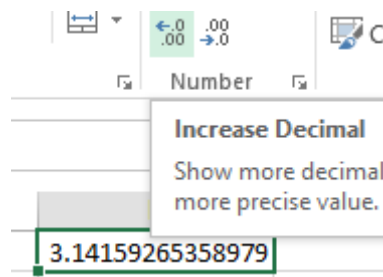 ←.0 .00
.00 →.0
Number
Increase Decimal
Show more decimal
more precise value.
3.14159265358979